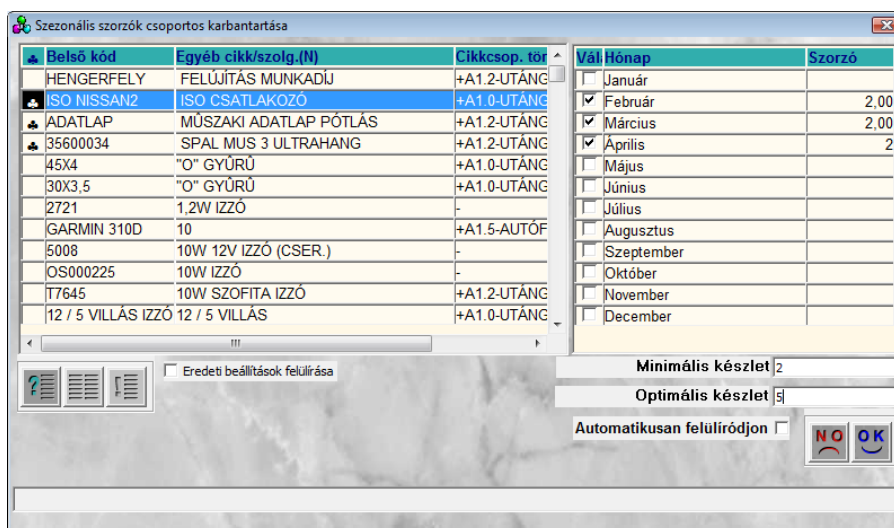 Szezonális szorzók csoportos karbantartása
Belső kód Egyéb cikk/szolg.(N) Cikkcsop. tör
HENGERFELY FELÚJÍTÁS MUNKADÍJ +A1.2-UTÁNG
ISO NISSAN2 ISO CSATLAKOZÓ +A1.0-UTÁNG
ADATLAP MÛSZAKI ADATLAP PÓTLÁS +A1.2-UTÁNG
35600034 SPAL MUS 3 ULTRAHANG +A1.2-UTÁNG
45X4 "O" GYÛRÛ +A1.0-UTÁNG
30X3,5 "O" GYÛRÛ +A1.0-UTÁNG
2721 1,2W IZZÓ -
GARMIN 310D 10 +A1.5-AUTÓF
5008 10W 12V IZZÓ (CSER.) -
OS000225 10W IZZÓ -
T7645 10W SZOFITA IZZÓ +A1.2-UTÁNG
12 / 5 VILLÁS IZZÓ 12 / 5 VILLÁS +A1.0-UTÁNG
Vál Hónap Szorzó
Január
Február 2,00
Március 2,00
Április 2
Május
Június
Július
Augusztus
Szeptember
Október
November
December
Eredeti beállítások felülírása
Minimális készlet 2
Optimális készlet 5
Automatikusan felülíródjon
NO OK